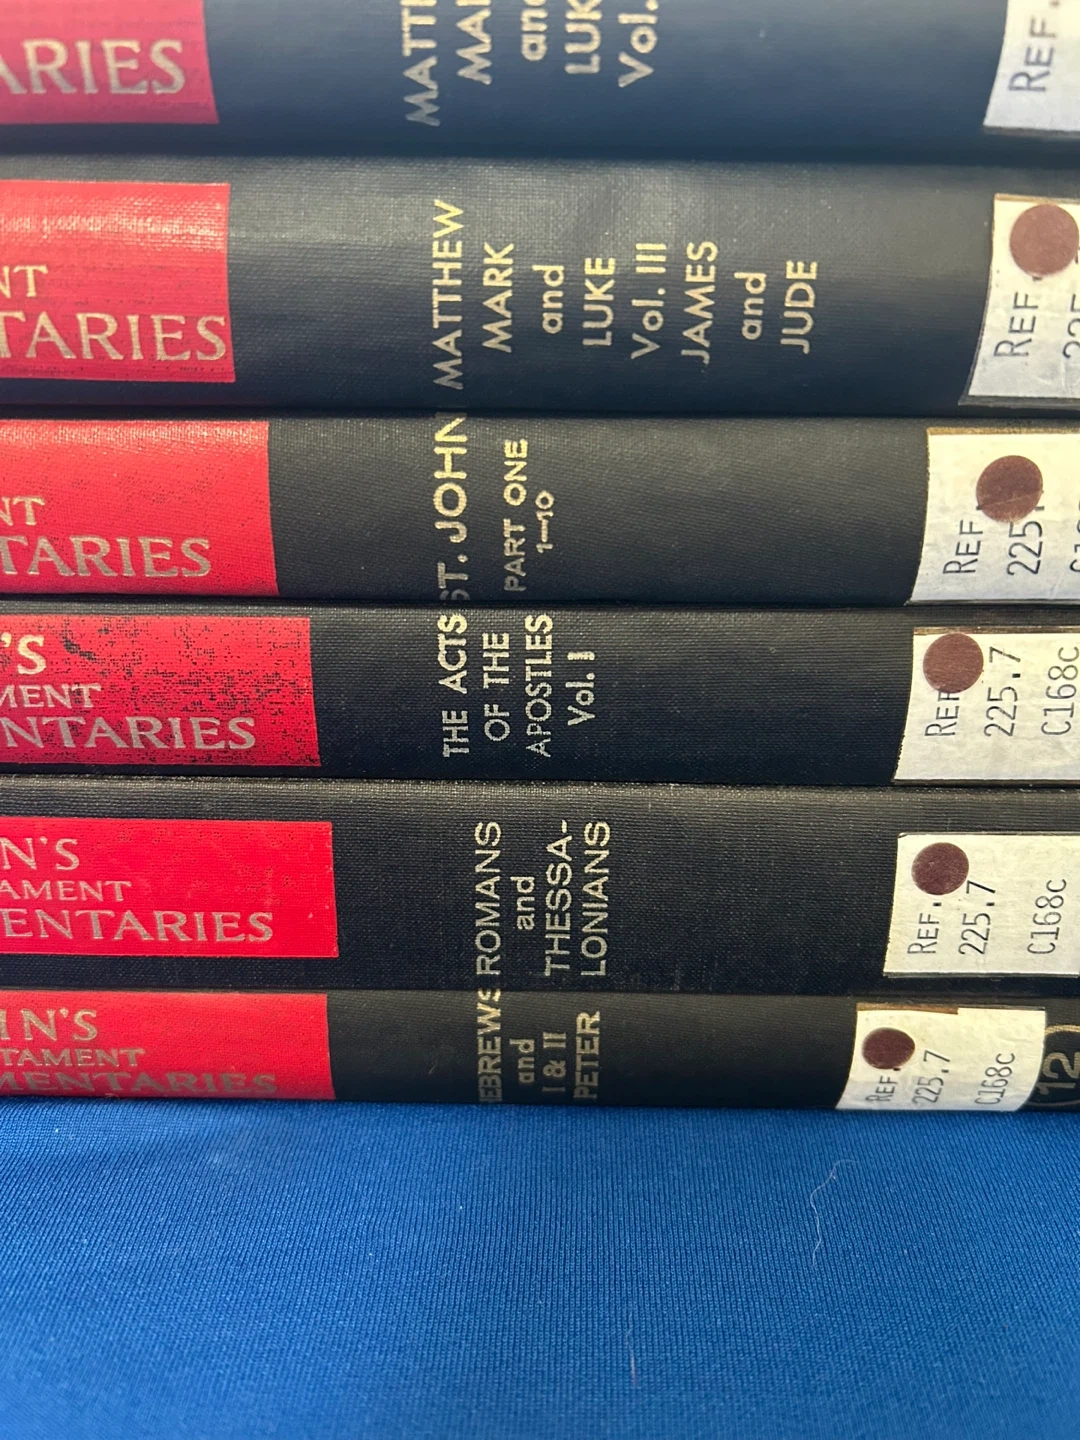 ARIES
and
Vol.
REF.
NT
TARIES
MATTHEW
MARK
and
LUKE
Vol. III
JAMES
and
JUDE
REF.
NT
TARIES
ST. JOHN
PART ONE
1—10
REF.
225.
'S
MENT
NTARIES
THE ACTS
OF THE
APOSTLES
Vol. I
REF.
225.7
C168c
N'S
AMENT
ENTARIES
ROMANS
and
THESSA-
LONIANS
REF.
225.7
C168c
IN'S
TAMENT
MENTARIES
EBREWS
and
I & II
PETER
REF.
225.7
C168c
12